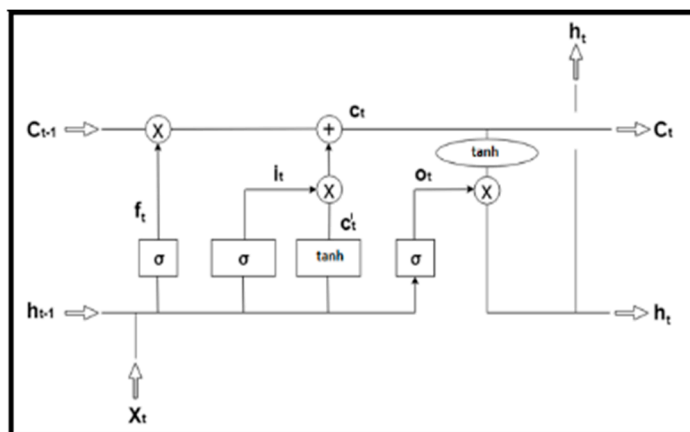 hₜ
Cₜ₋₁ X + cₜ Cₜ
tanh
iₜ X oₜ X
fₜ c'ₜ
σ σ tanh σ
hₜ₋₁ hₜ
Xₜ